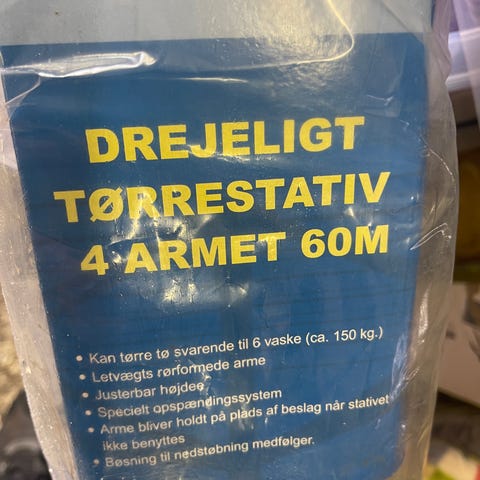 DREJELIGT
TØRRESTATIV
4 ARMET 60M
• Kan tørre tø svarende til 6 vaske (ca. 150 kg.)
• Letvægts rørformede arme
• Justerbar højdee
• Specielt opspændingssystem
• Arme bliver holdt på plads af beslag når stativet
ikke benyttes
• Bøsning til nedstøbning medfølger.